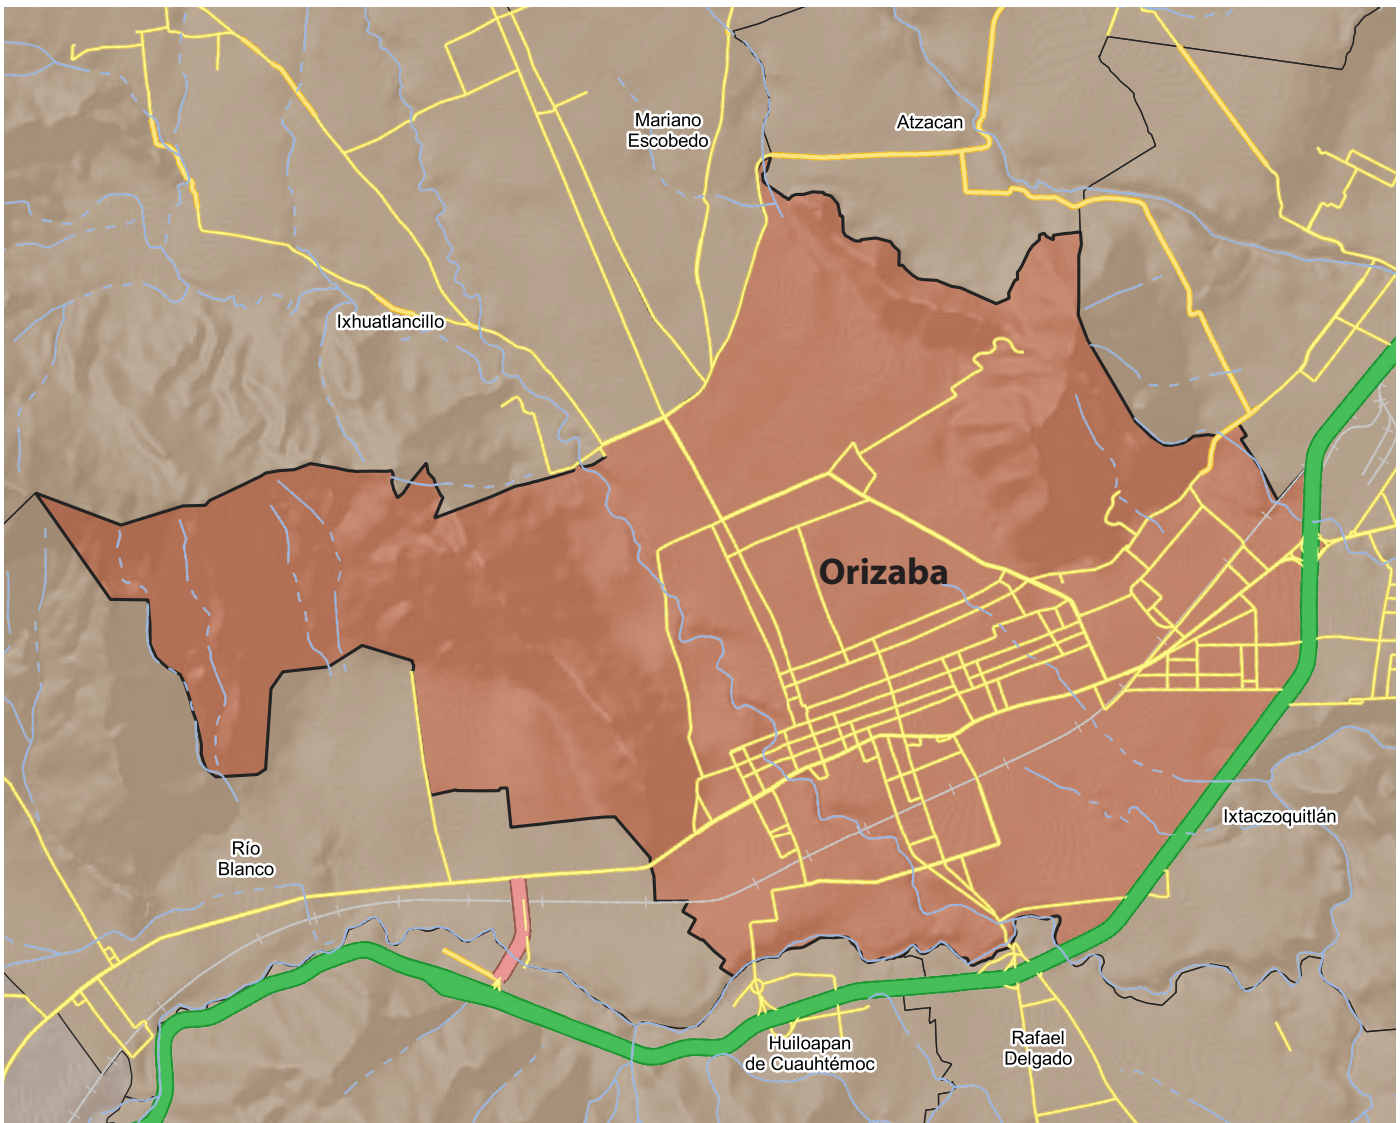 Mariano
Escobedo
Atzacan
Ixhuatlancillo
Orizaba
Ixtaczoquitlán
Río
Blanco
Huiloapan
de Cuauhtémoc
Rafael
Delgado